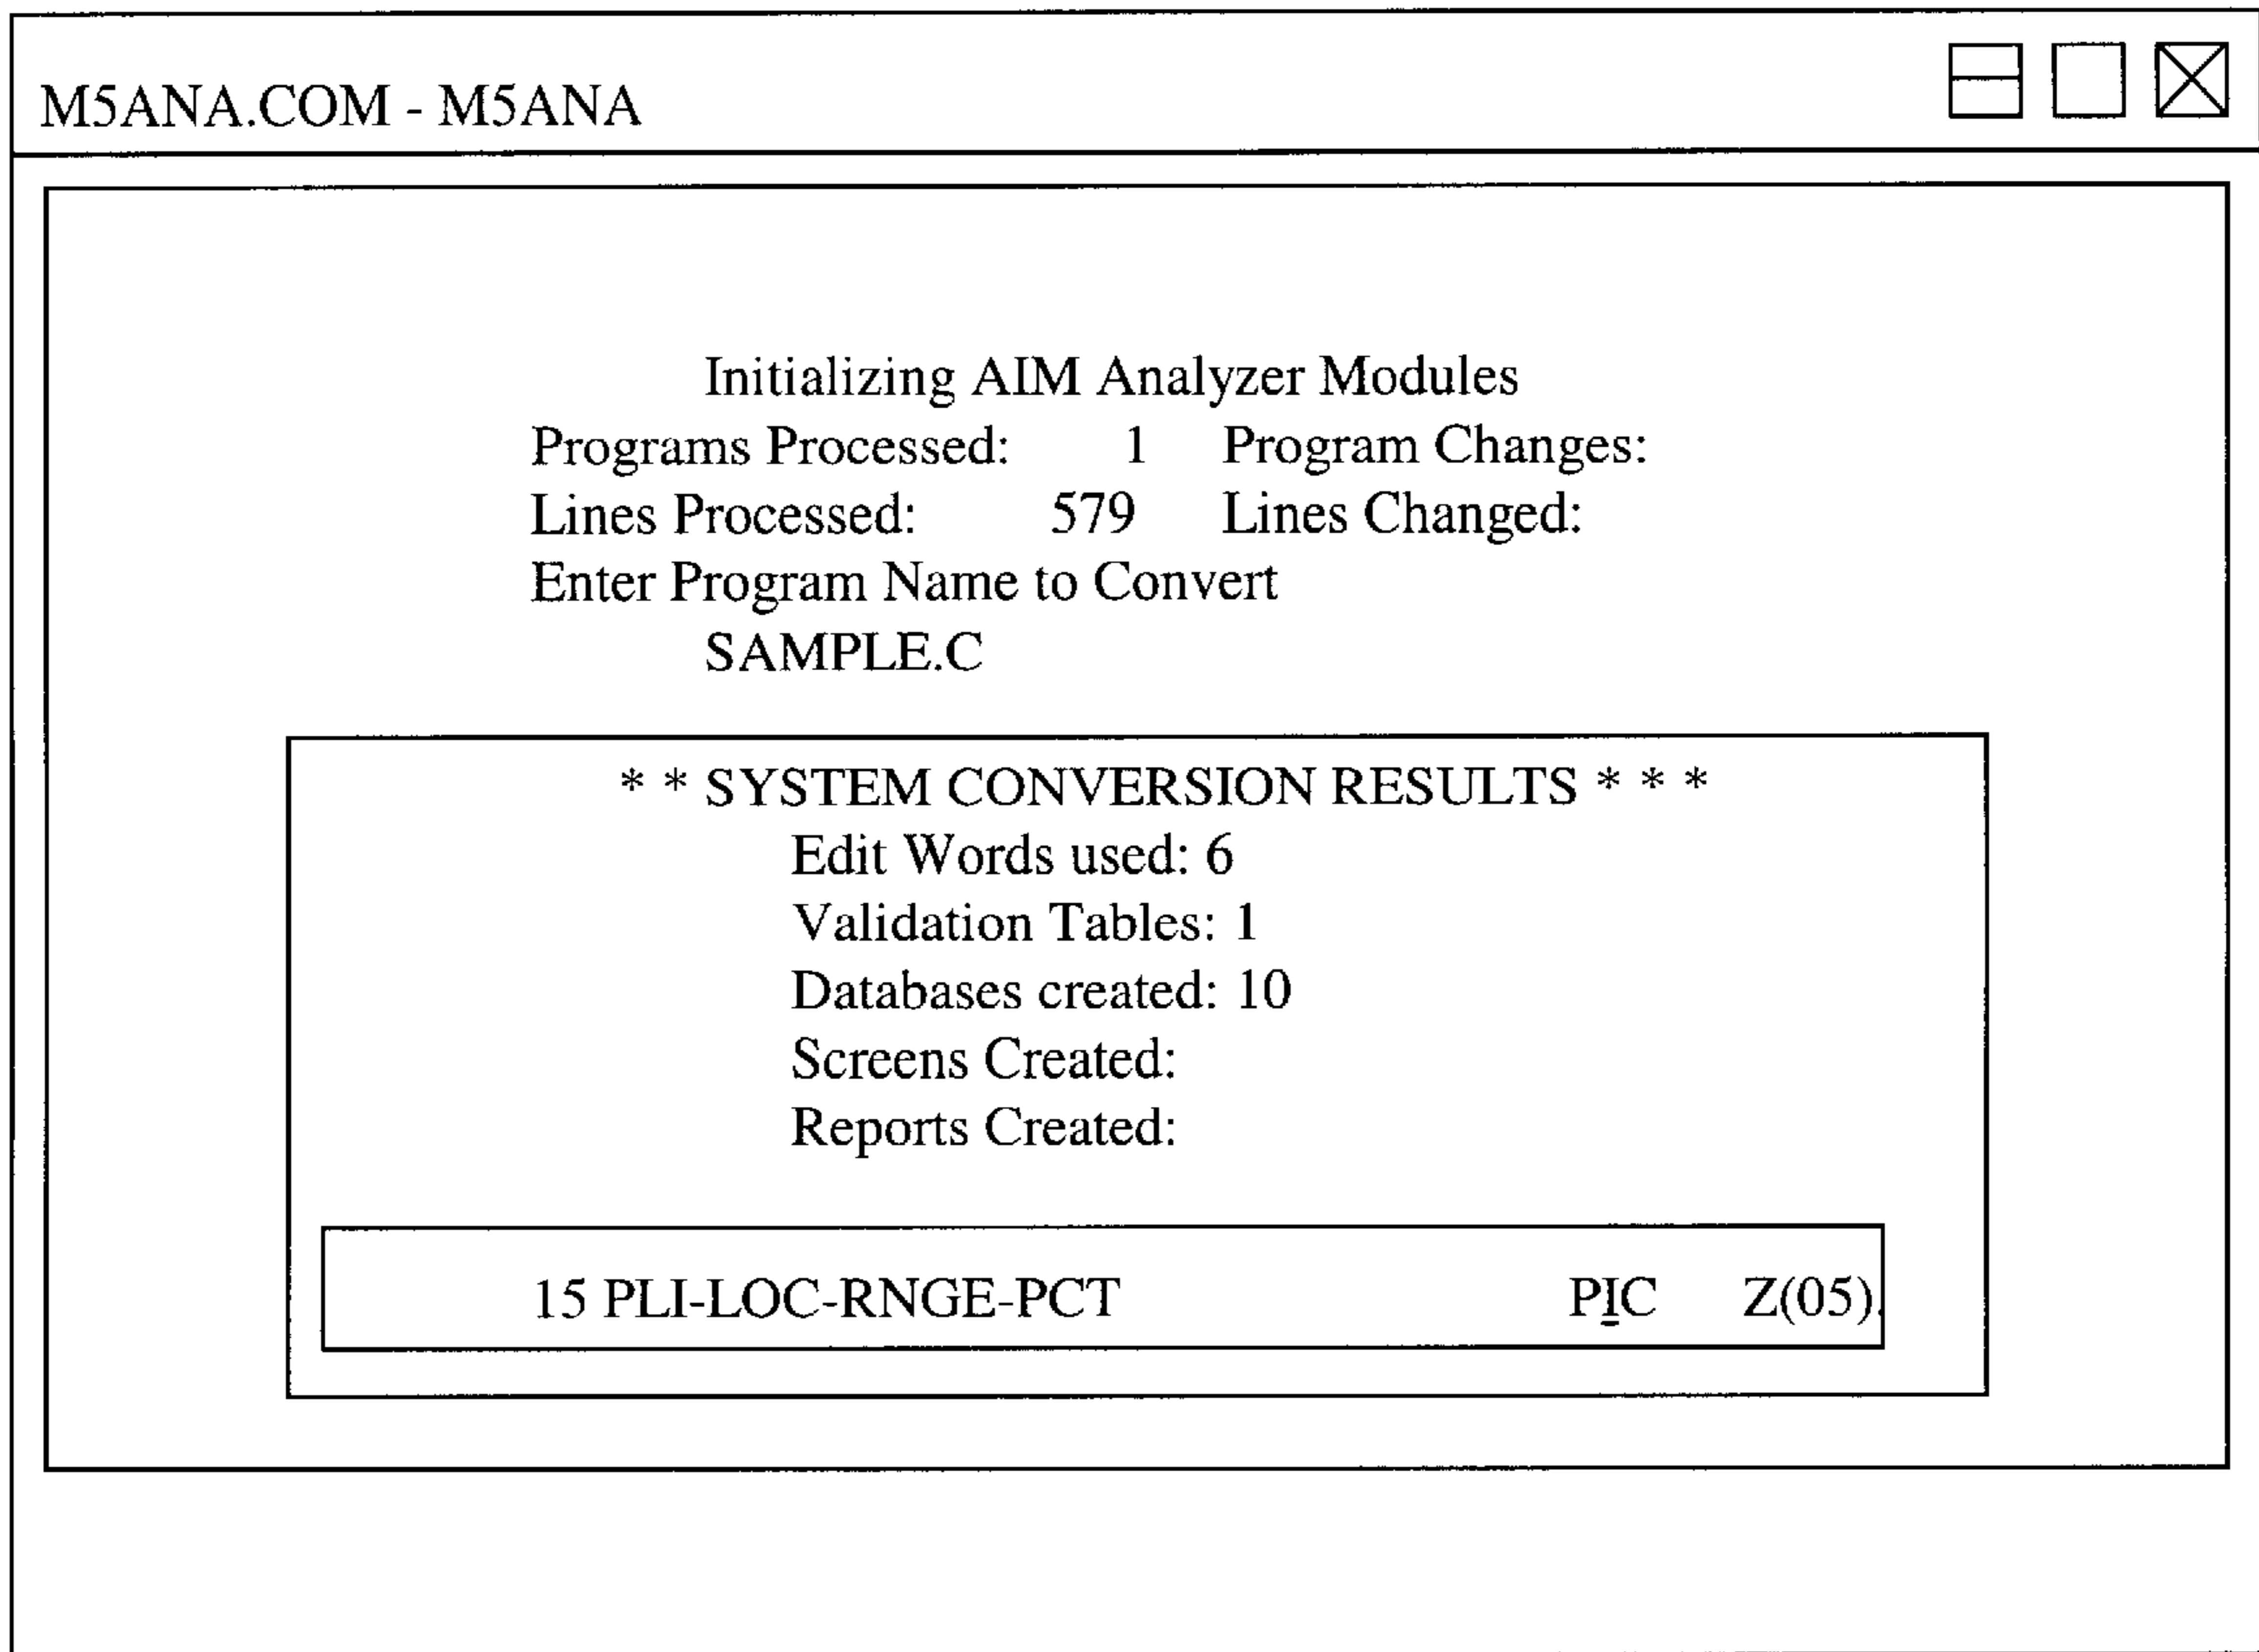 M5ANA.COM - M5ANA
Initializing AIM Analyzer Modules
Programs Processed: 1 Program Changes:
Lines Processed: 579 Lines Changed:
Enter Program Name to Convert
SAMPLE.C
* * SYSTEM CONVERSION RESULTS * * *
Edit Words used: 6
Validation Tables: 1
Databases created: 10
Screens Created:
Reports Created:
15 PLI-LOC-RNGE-PCT PIC Z(05).